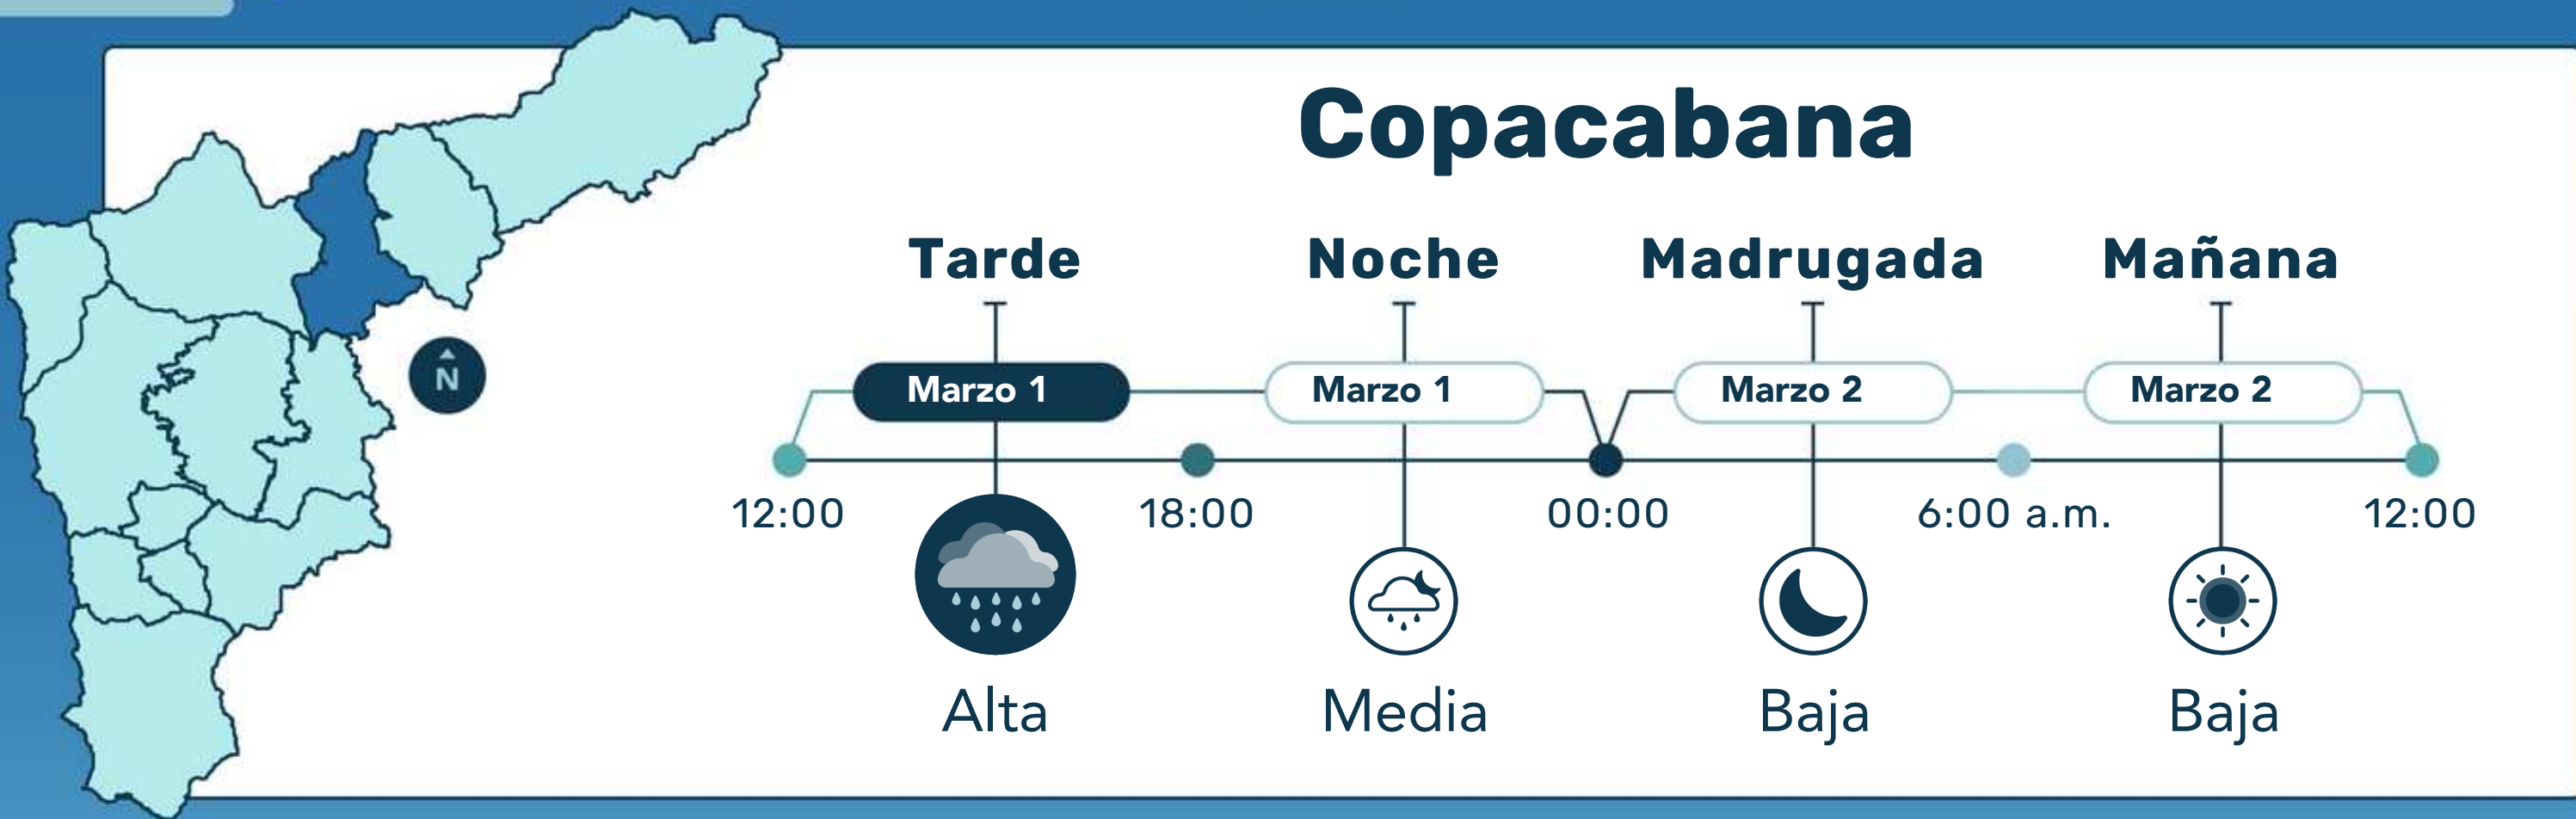 Copacabana
Tarde Noche Madrugada Mañana
N
Marzo 1 Marzo 1 Marzo 2 Marzo 2
12:00 18:00 00:00 6:00 a.m. 12:00
Alta Media Baja Baja